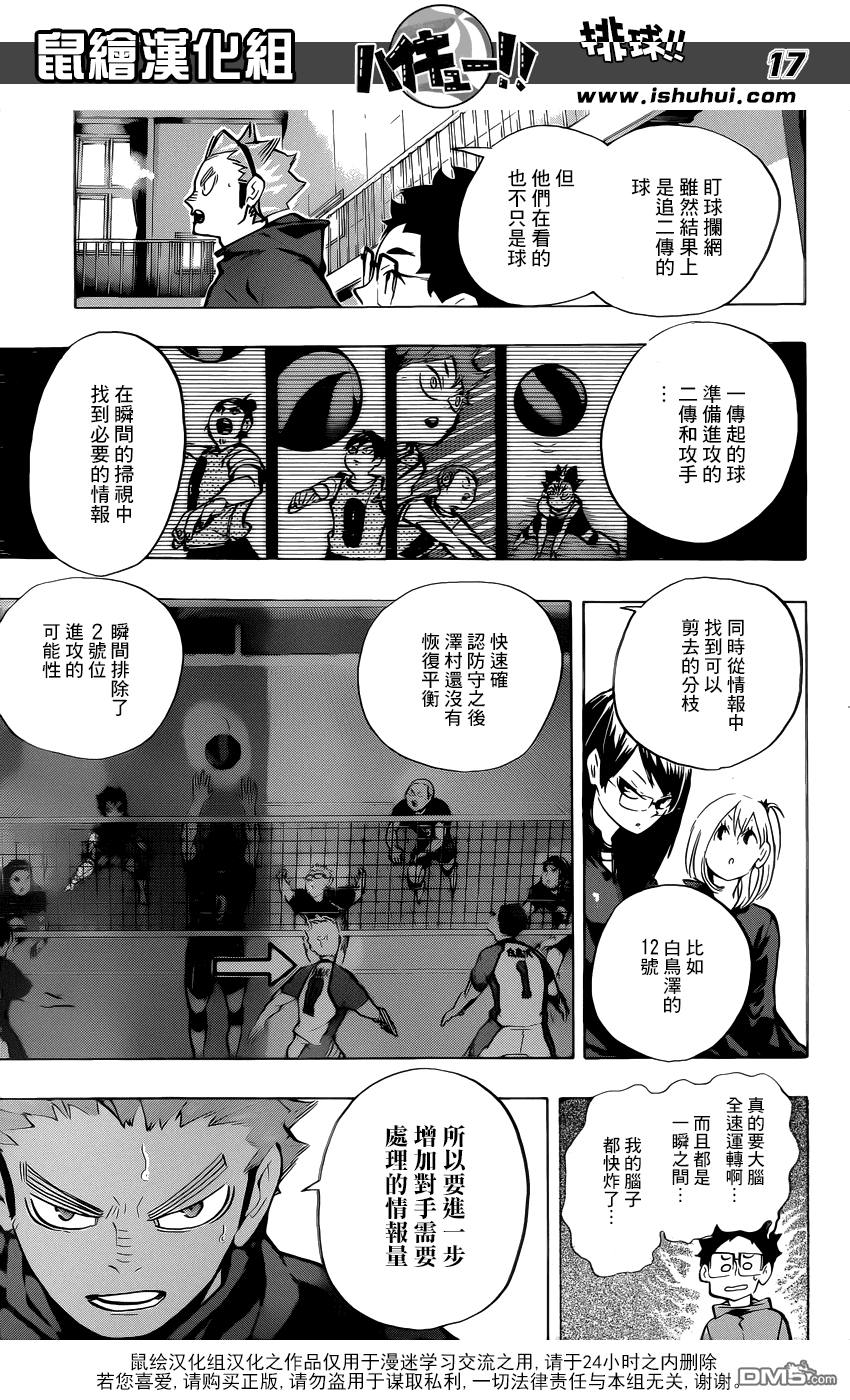 鼠繪漢化組
ハイキュー!!
排球!!
17
www.ishuhui.com
盯球攔網
雖然結果上
是追二傳的
球
但
他們在看的
也不只是球
一傳起的球
準備進攻的
二傳和攻手
…
在瞬間的掃視中
找到必要的情報
同時從情報中
找到可以
剪去的分枝
比如
白鳥澤的
12號
快速確
認防守之後
澤村還沒有
恢復平衡
瞬間排除了
2號位
進攻的
可能性
1
真的要大腦
全速運轉啊…
而且都是
一瞬之間…
我的腦子
都快炸了…
所以要進一步
增加對手需要
處理的情報量
鼠绘汉化组汉化之作品仅用于漫迷学习交流之用,请于24小时之内删除
若您喜爱,请购买正版,请勿盗用于谋取私利,一切法律责任与本组无关,谢谢。
DM5.com